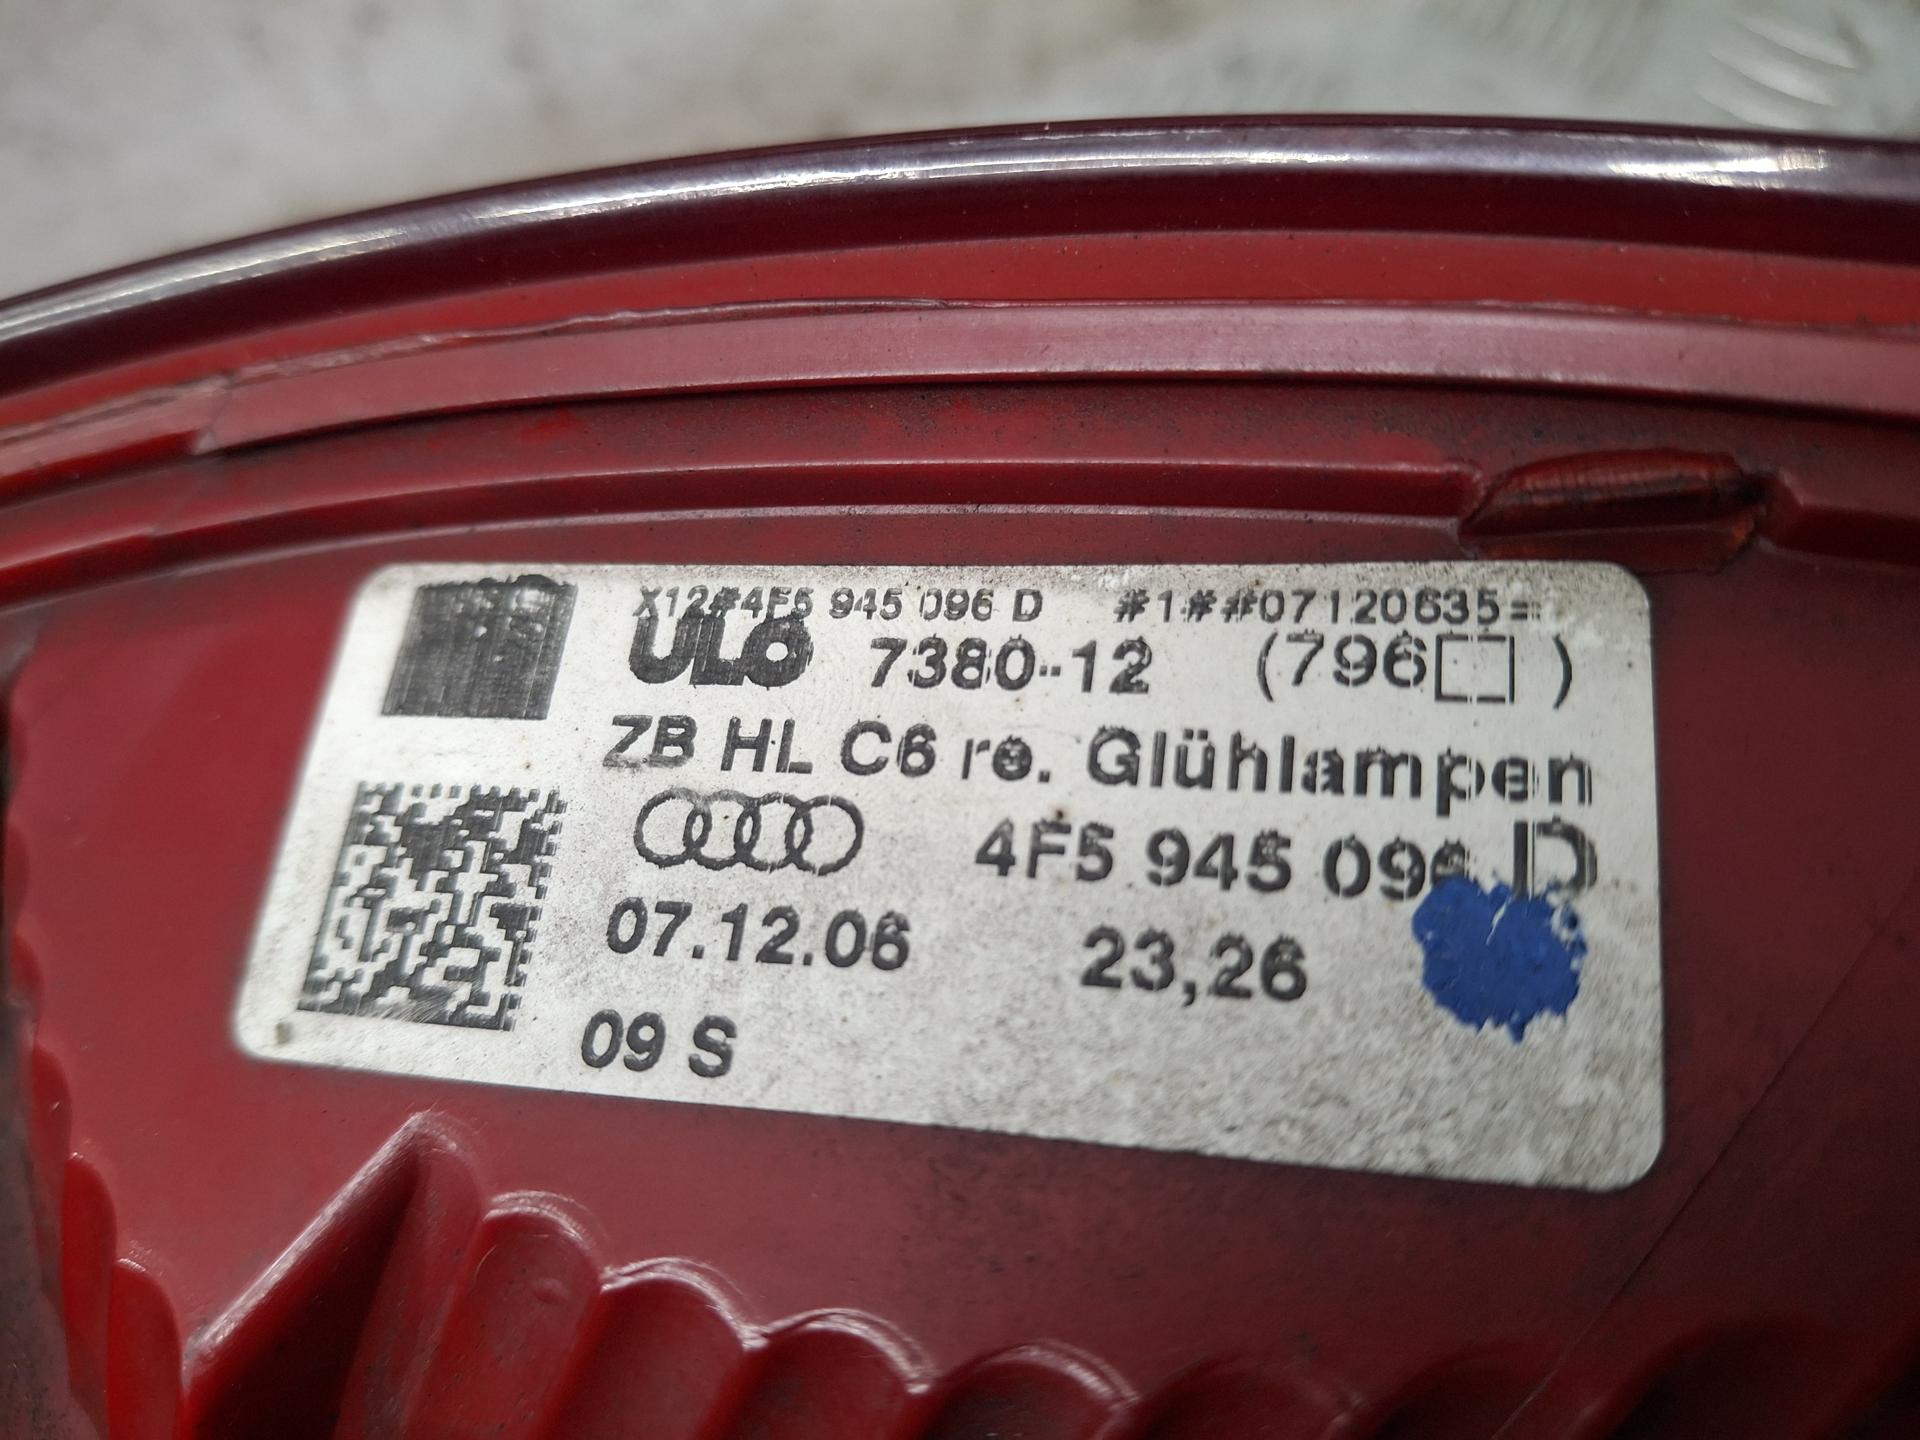 X12#4F5 945 096 D #1##07120635=
ULO 7380-12 (796□ )
ZB HL C6 re. Glühlampen
4F5 945 096 D
07.12.06 23,26
09 S